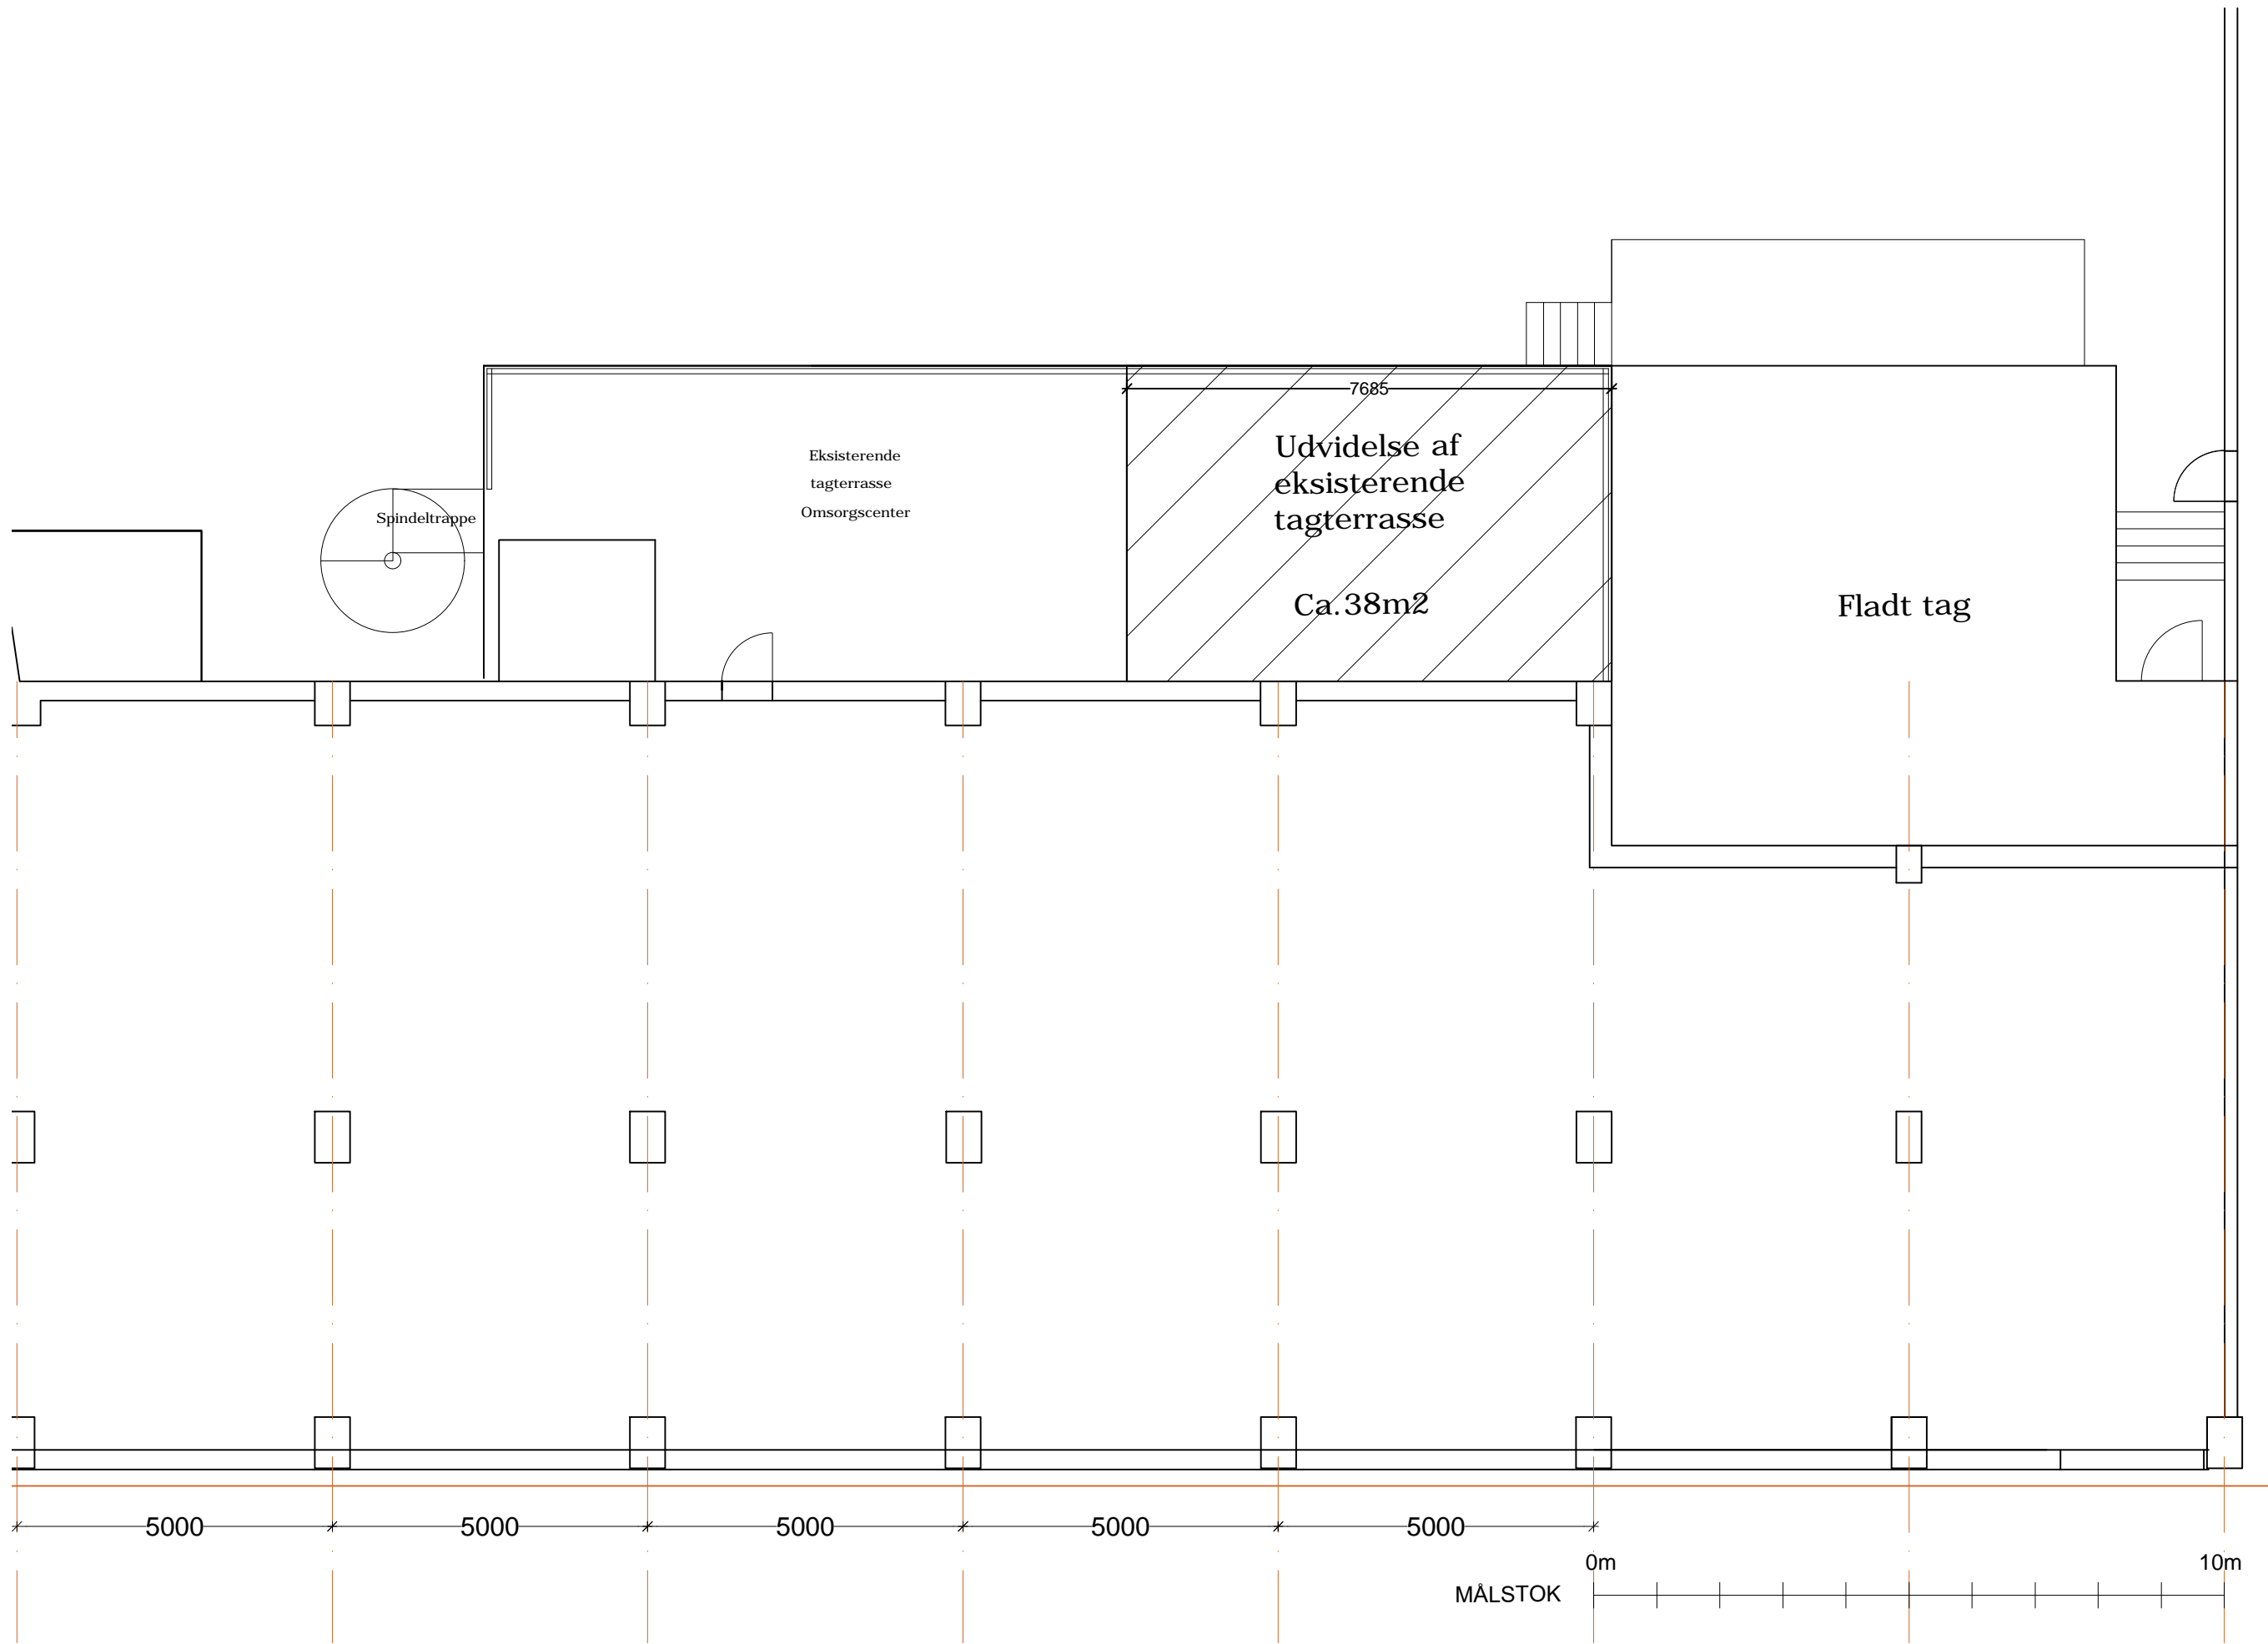 7685
Udvidelse af
eksisterende
tagterrasse
Ca.38m2
Eksisterende
tagterrasse
Omsorgscenter
Spindeltrappe
Fladt tag
5000 5000 5000 5000 5000
0m 10m
MÅLSTOK